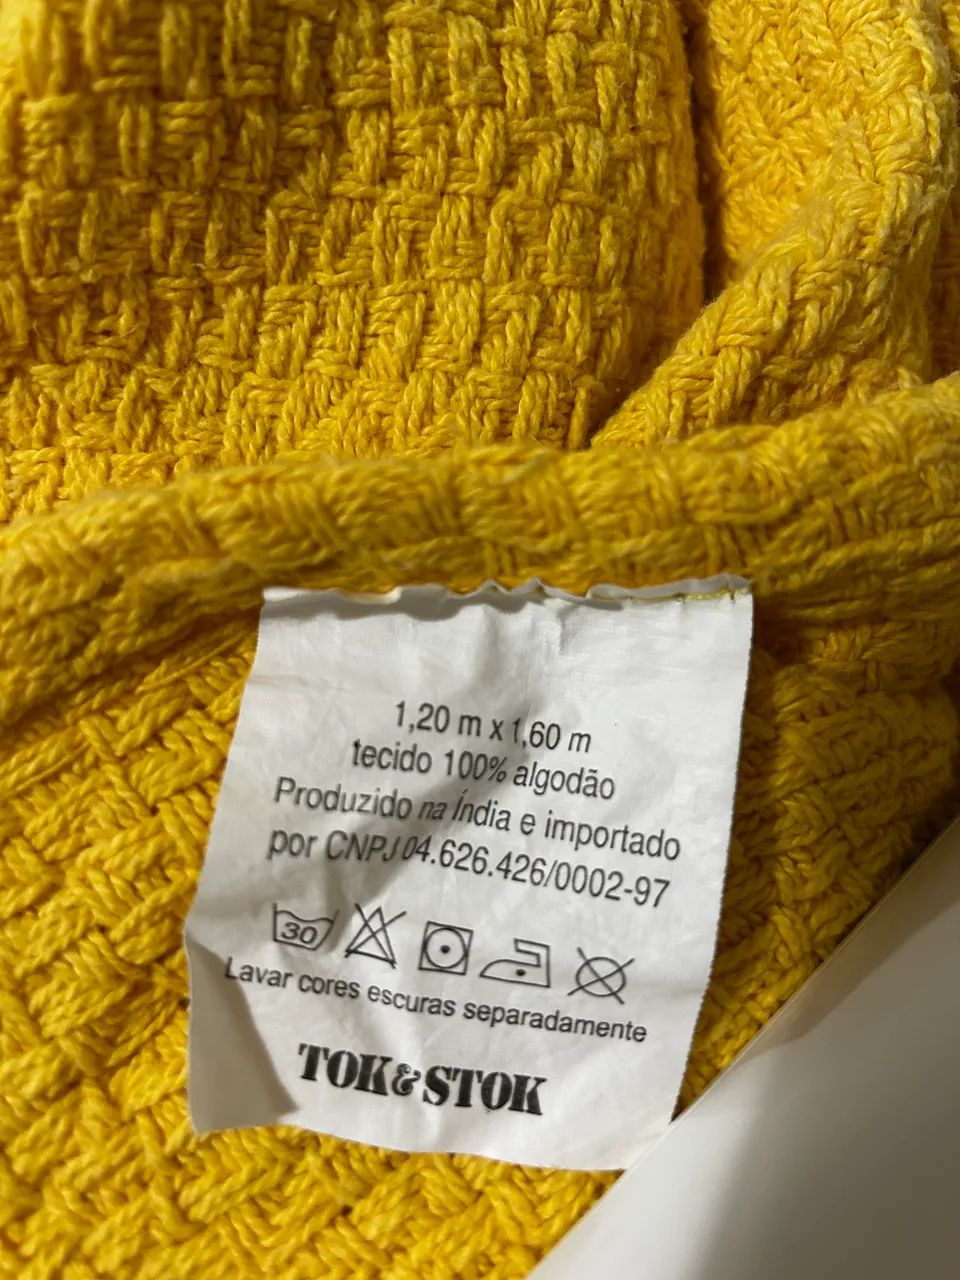 1,20 m x 1,60 m
tecido 100% algodão
Produzido na Índia e importado
por CNPJ 04.626.426/0002-97
30
Lavar cores escuras separadamente
TOK&STOK